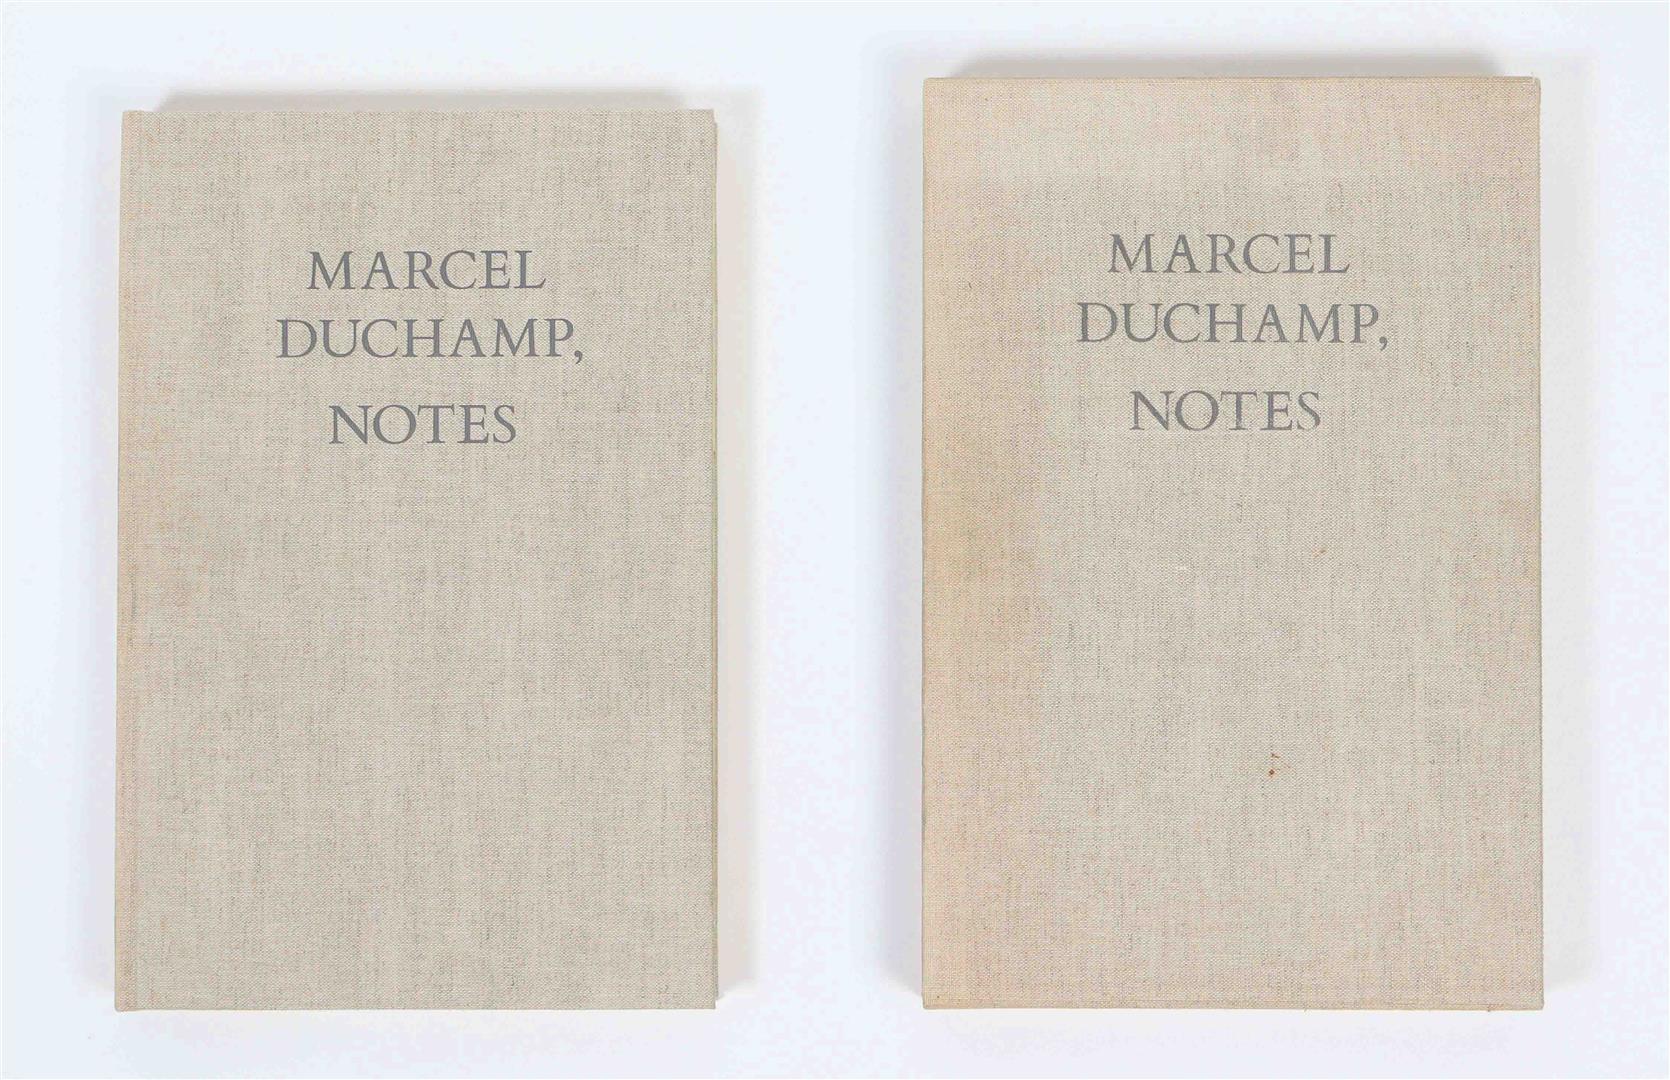 MARCEL
DUCHAMP,
NOTES
MARCEL
DUCHAMP,
NOTES